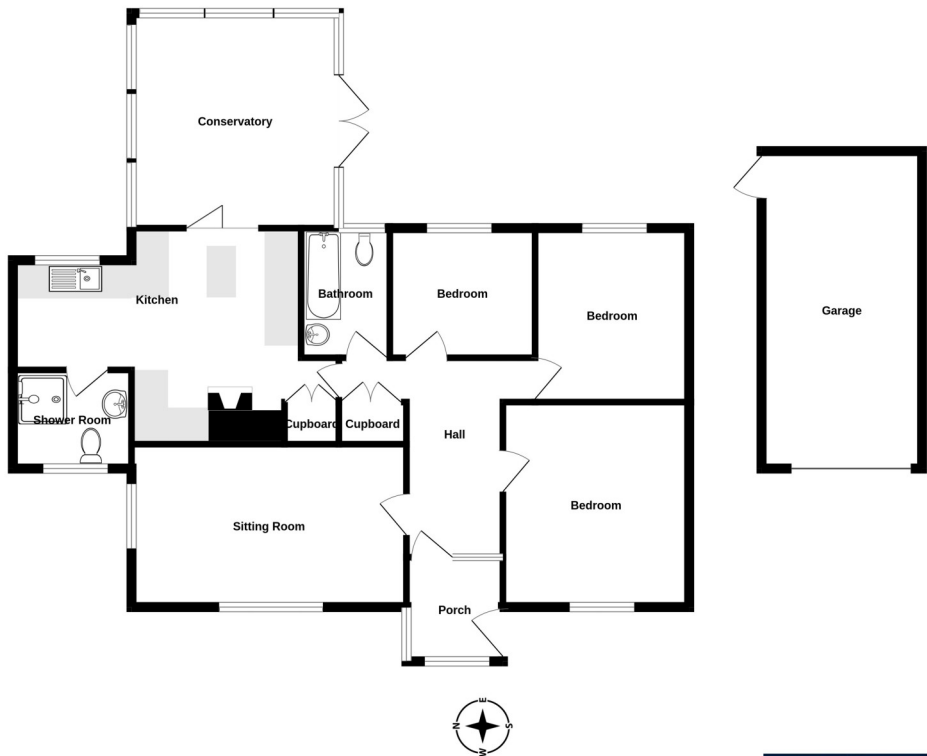 Conservatory
Garage
Kitchen
Bathroom
Bedroom
Bedroom
Shower Room
Cupboard
Cupboard
Hall
Bedroom
Sitting Room
Porch
E
N
S
W